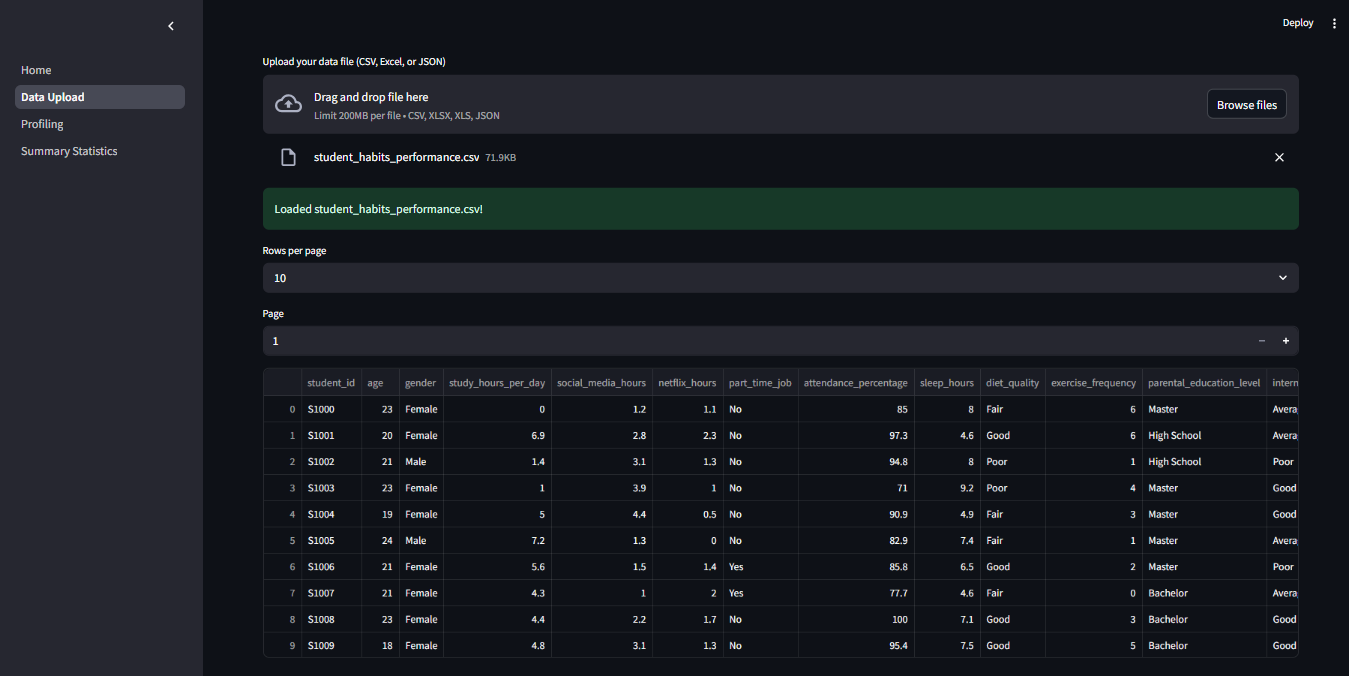 Deploy
Home
Data Upload
Profiling
Summary Statistics
Upload your data file (CSV, Excel, or JSON)
Drag and drop file here
Limit 200MB per file • CSV, XLSX, XLS, JSON
Browse files
student_habits_performance.csv 71.9KB
Loaded student_habits_performance.csv!
Rows per page
10
Page
1
student_id age gender study_hours_per_day social_media_hours netflix_hours part_time_job attendance_percentage sleep_hours diet_quality exercise_frequency parental_education_level intern
0 S1000 23 Female 0 1.2 1.1 No 85 8 Fair 6 Master Avera
1 S1001 20 Female 6.9 2.8 2.3 No 97.3 4.6 Good 6 High School Avera
2 S1002 21 Male 1.4 3.1 1.3 No 94.8 8 Poor 1 High School Poor
3 S1003 23 Female 1 3.9 1 No 71 9.2 Poor 4 Master Good
4 S1004 19 Female 5 4.4 0.5 No 90.9 4.9 Fair 3 Master Good
5 S1005 24 Male 7.2 1.3 0 No 82.9 7.4 Fair 1 Master Avera
6 S1006 21 Female 5.6 1.5 1.4 Yes 85.8 6.5 Good 2 Master Poor
7 S1007 21 Female 4.3 1 2 Yes 77.7 4.6 Fair 0 Bachelor Avera
8 S1008 23 Female 4.4 2.2 1.7 No 100 7.1 Good 3 Bachelor Good
9 S1009 18 Female 4.8 3.1 1.3 No 95.4 7.5 Good 5 Bachelor Good